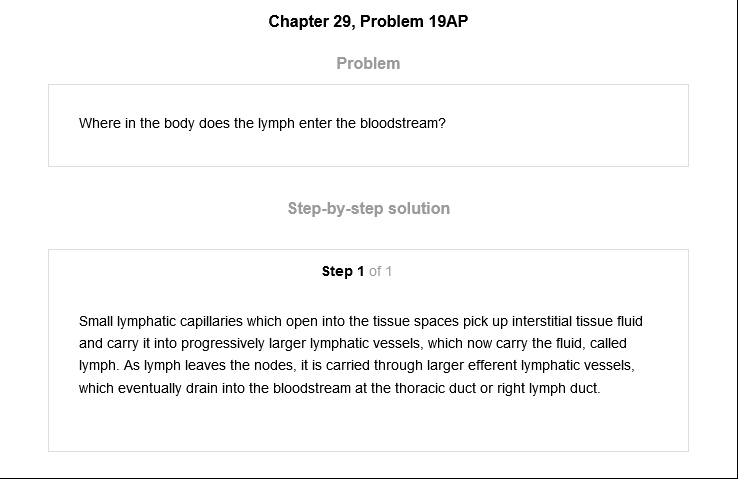 Chapter 29, Problem 19AP
Problem
Where in the body does the lymph enter the bloodstream?
Step-by-step solution
Step 1 of 1
Small lymphatic capillaries which open into the tissue spaces pick up interstitial tissue fluid
and carry it into progressively larger lymphatic vessels, which now carry the fluid, called
lymph. As lymph leaves the nodes, it is carried through larger efferent lymphatic vessels,
which eventually drain into the bloodstream at the thoracic duct or right lymph duct.